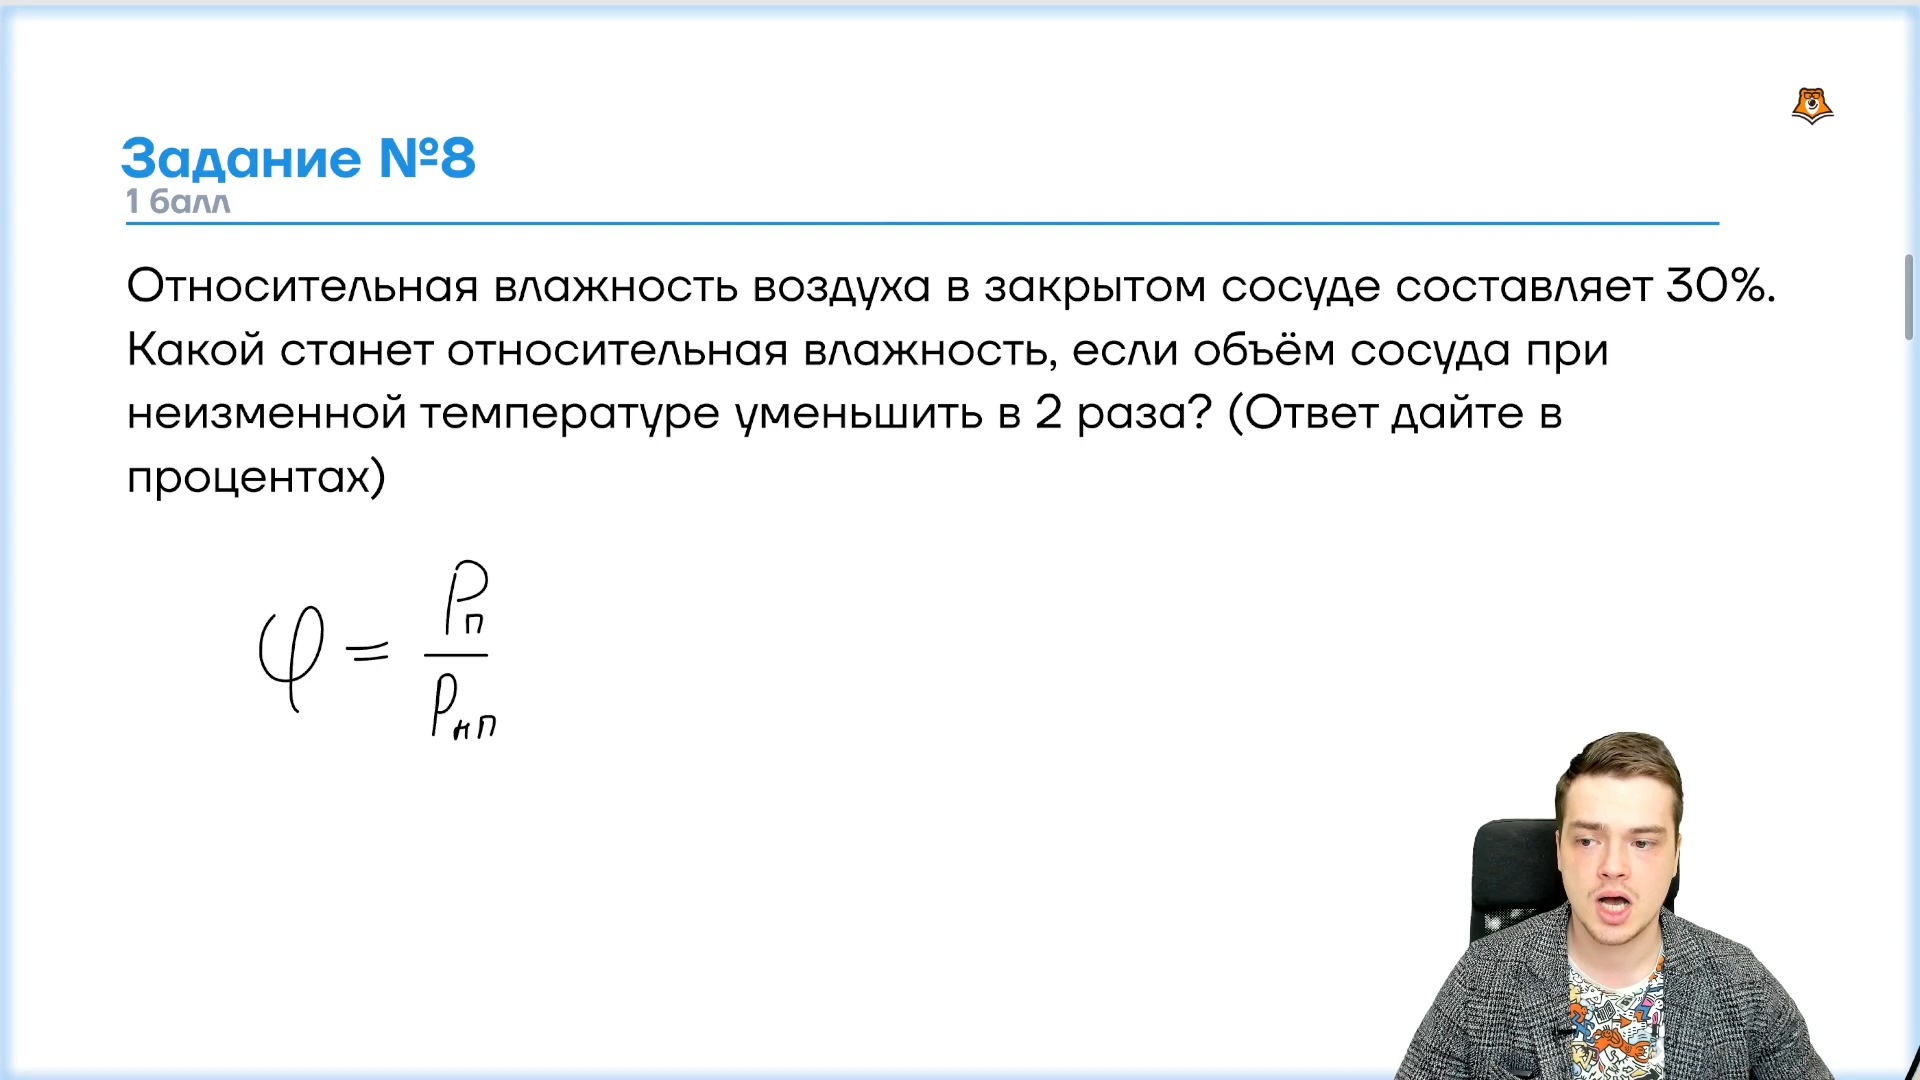 Задание №8
1 балл
Относительная влажность воздуха в закрытом сосуде составляет 30%.
Какой станет относительная влажность, если объём сосуда при
неизменной температуре уменьшить в 2 раза? (Ответ дайте в
процентах)
φ = Pп / Pнп